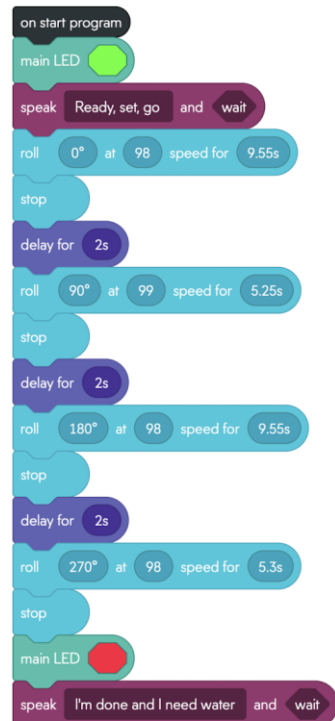 on start program
main LED
speak Ready, set, go and wait
roll 0° at 98 speed for 9.55s
stop
delay for 2s
roll 90° at 99 speed for 5.25s
stop
delay for 2s
roll 180° at 98 speed for 9.55s
stop
delay for 2s
roll 270° at 98 speed for 5.3s
stop
main LED
speak I'm done and I need water and wait